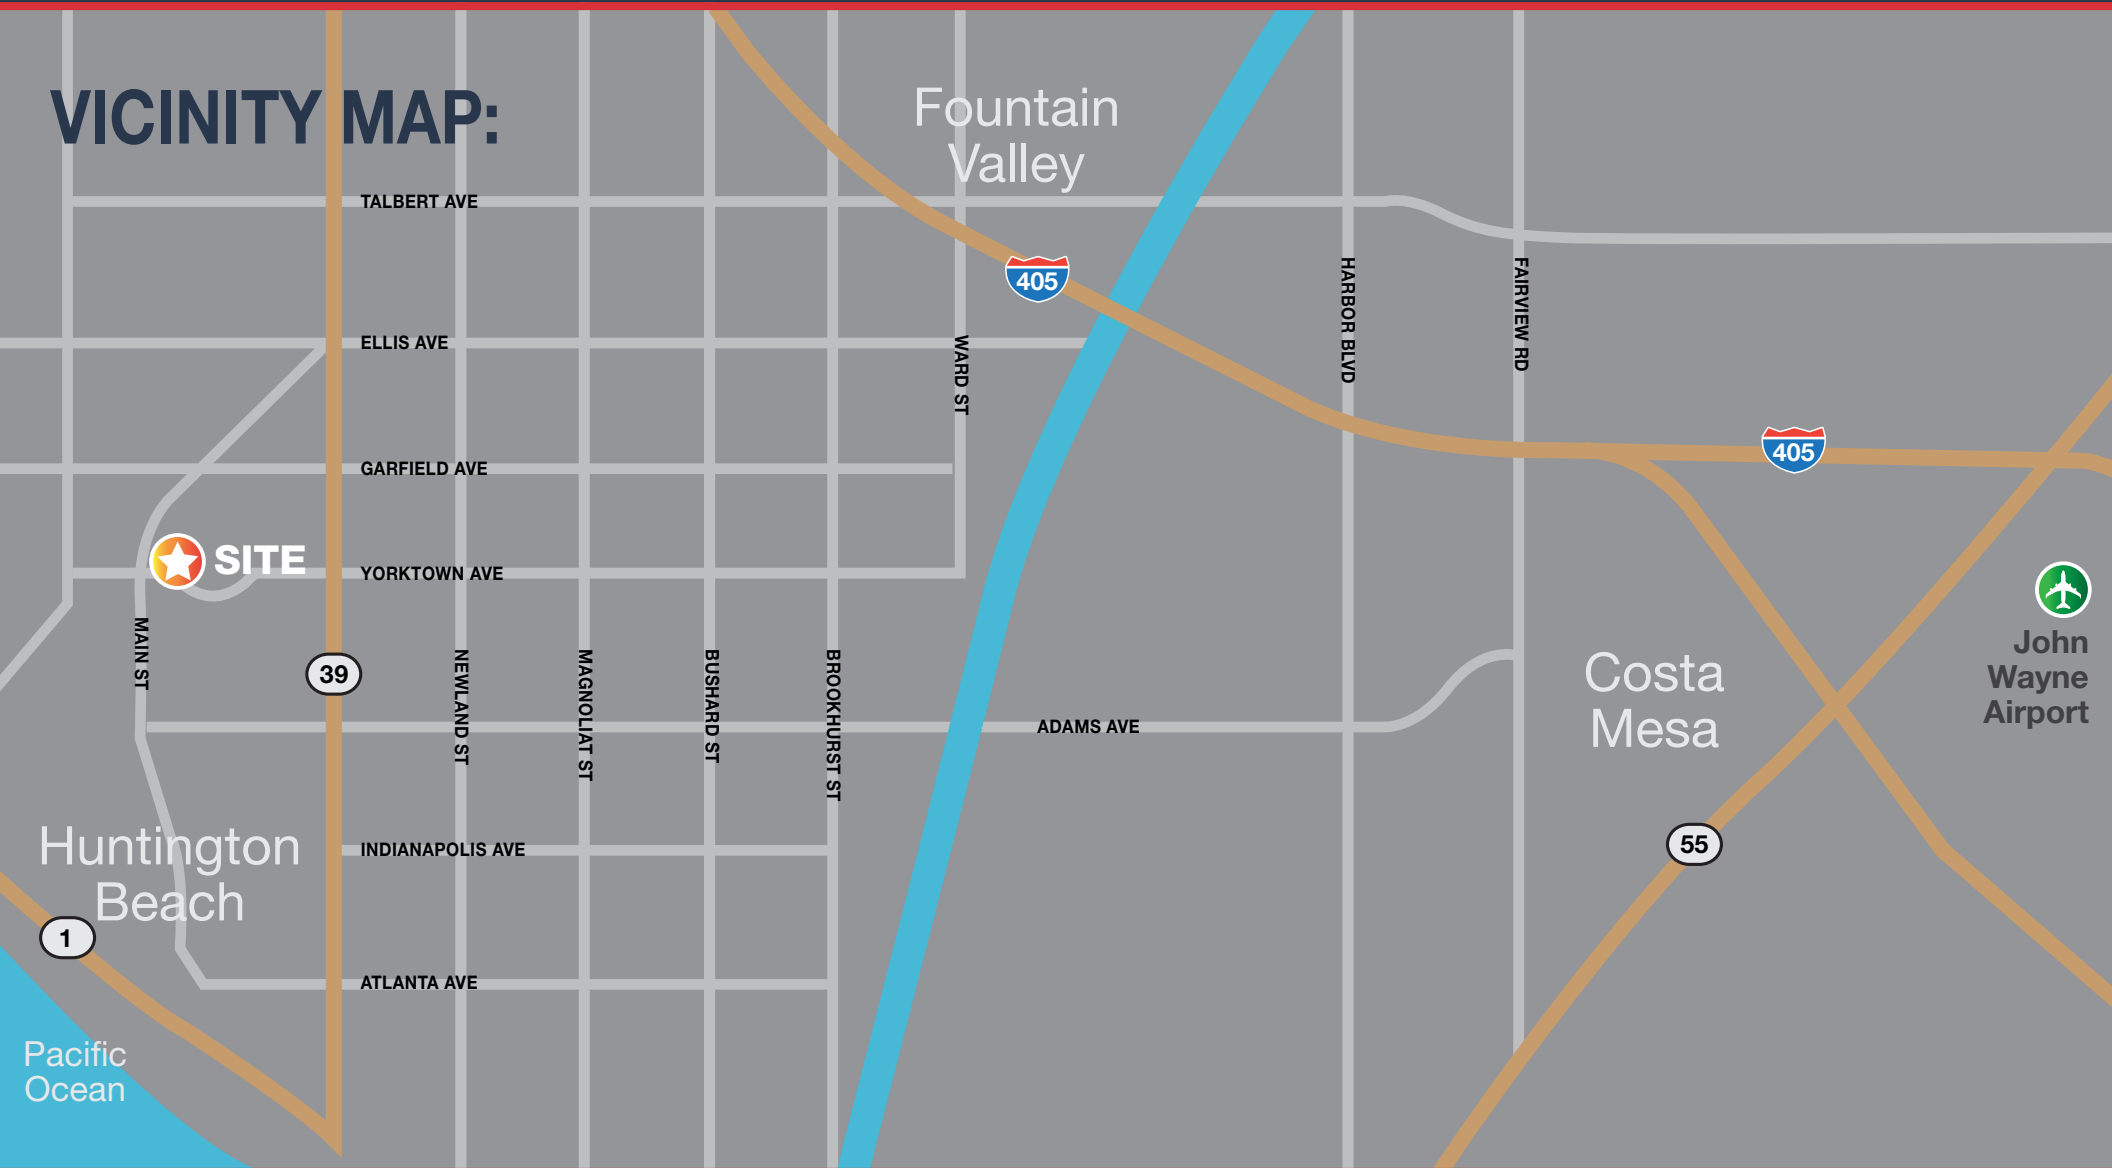 VICINITY MAP:
Fountain
Valley
TALBERT AVE
405
HARBOR BLVD
FAIRVIEW RD
ELLIS AVE
WARD ST
405
GARFIELD AVE
SITE
YORKTOWN AVE
MAIN ST
39
NEWLAND ST
MAGNOLIAT ST
BUSHARD ST
BROOKHURST ST
John
Wayne
Airport
Costa
Mesa
ADAMS AVE
Huntington
Beach
INDIANAPOLIS AVE
55
1
ATLANTA AVE
Pacific
Ocean